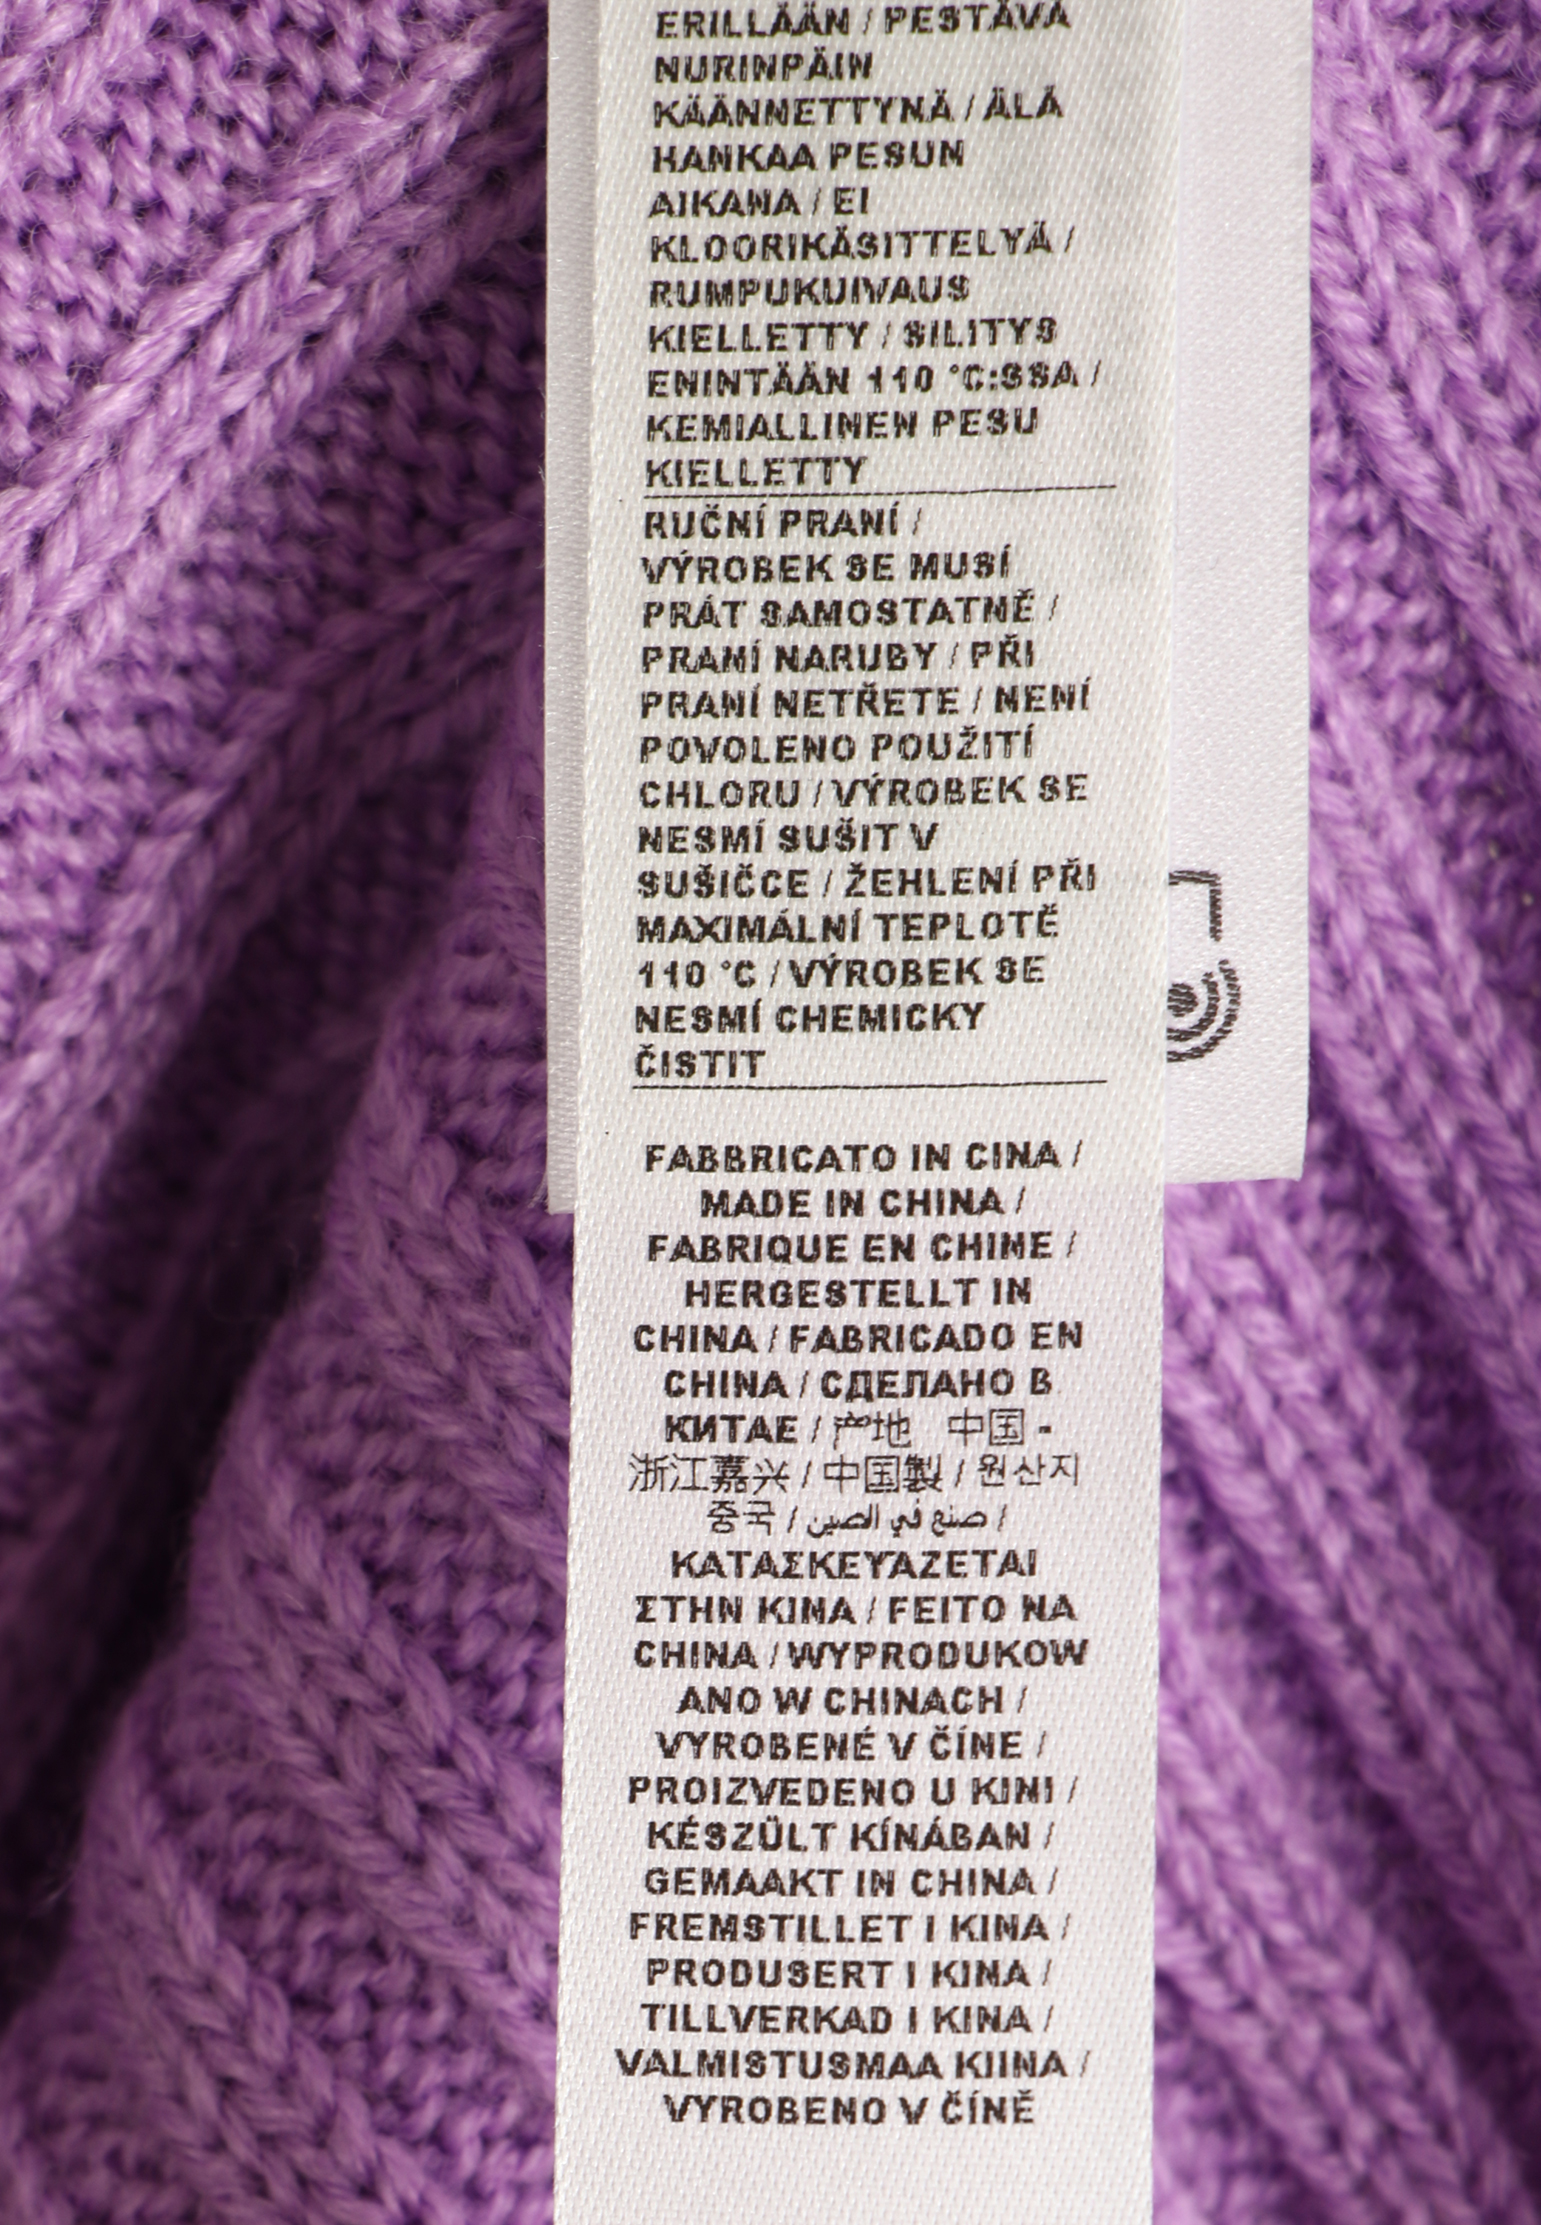 ERILLÄÄN / PESTÄVÄ
NURINPÄIN
KÄÄNNETTYNÄ / ÄLÄ
HANKAA PESUN
AIKANA / EI
KLOORIKÄSITTELYÄ /
RUMPUKUIVAUS
KIELLETTY / SILITYS
ENINTÄÄN 110 °C:SSA /
KEMIALLINEN PESU
KIELLETTY
RUČNÍ PRANÍ /
VÝROBEK SE MUSÍ
PRÁT SAMOSTATNĚ /
PRANÍ NARUBY / PŘI
PRANÍ NETŘETE / NENÍ
POVOLENO POUŽITÍ
CHLORU / VÝROBEK SE
NESMÍ SUŠIT V
SUŠIČCE / ŽEHLENÍ PŘI
MAXIMÁLNÍ TEPLOTĚ
110 °C / VÝROBEK SE
NESMÍ CHEMICKY
ČISTIT
FABBRICATO IN CINA /
MADE IN CHINA /
FABRIQUE EN CHINE /
HERGESTELLT IN
CHINA / FABRICADO EN
CHINA / СДЕЛАНО В
КИТАЕ / 产地 中国 -
浙江嘉兴 / 中国製 / 원산지
중국 / صنع في الصين /
ΚΑΤΑΣΚΕΥΑΖΕΤΑΙ
ΣΤΗΝ ΚΙΝΑ / FEITO NA
CHINA / WYPRODUKOW
ANO W CHINACH /
VYROBENÉ V ČÍNE /
PROIZVEDENO U KINI /
KÉSZÜLT KÍNÁBAN /
GEMAAKT IN CHINA /
FREMSTILLET I KINA /
PRODUSERT I KINA /
TILLVERKAD I KINA /
VALMISTUSMAA KIINA /
VYROBENO V ČÍNĚ